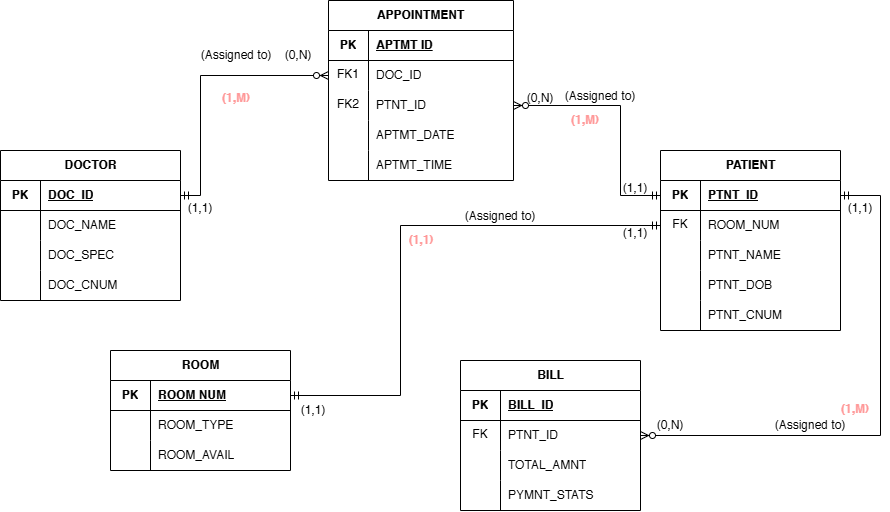 APPOINTMENT
PK APTMT ID
FK1 DOC_ID
FK2 PTNT_ID
APTMT_DATE
APTMT_TIME
(Assigned to) (0,N)
(1,M)
(0,N) (Assigned to)
(1,M)
DOCTOR
PK DOC_ID
DOC_NAME
DOC_SPEC
DOC_CNUM
(1,1)
PATIENT
PK PTNT_ID
FK ROOM_NUM
PTNT_NAME
PTNT_DOB
PTNT_CNUM
(1,1)
(1,1)
(1,1)
(Assigned to)
(1,1)
ROOM
PK ROOM NUM
ROOM_TYPE
ROOM_AVAIL
(1,1)
BILL
PK BILL_ID
FK PTNT_ID
TOTAL_AMNT
PYMNT_STATS
(0,N) (Assigned to)
(1,M)